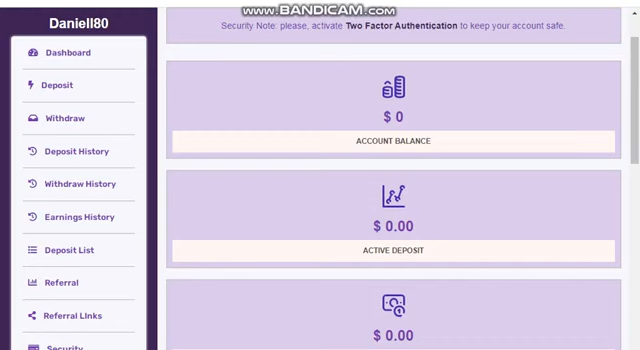 www.BANDICAM.com
Daniell80
Dashboard
Deposit
Withdraw
Deposit History
Withdraw History
Earnings History
Deposit List
Referral
Referral LInks
Security
Security Note: please, activate Two Factor Authentication to keep your account safe.
$ 0
ACCOUNT BALANCE
$ 0.00
ACTIVE DEPOSIT
$ 0.00